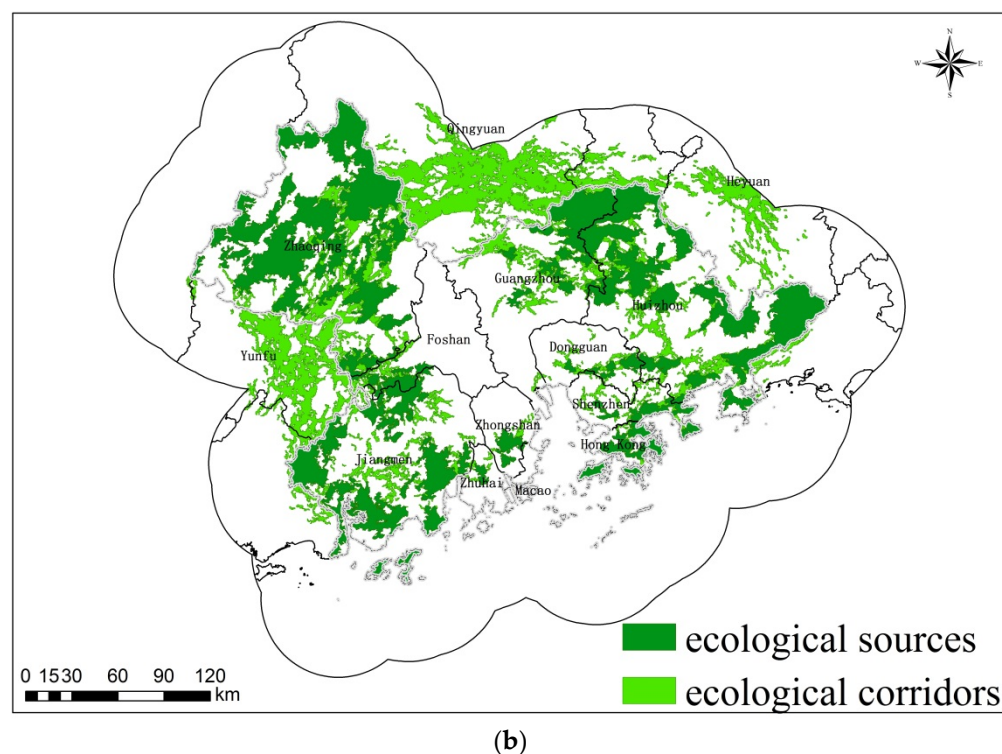 N
W E
S
Qingyuan
Heyuan
Zhaoqing
Guangzhou
Huizhou
Foshan
Dongguan
Yunfu
Shenzhen
Zhongshan
Hong Kong
Jiangmen
Zhuhai
Macao
ecological sources
ecological corridors
0 15 30 60 90 120
km
(b)